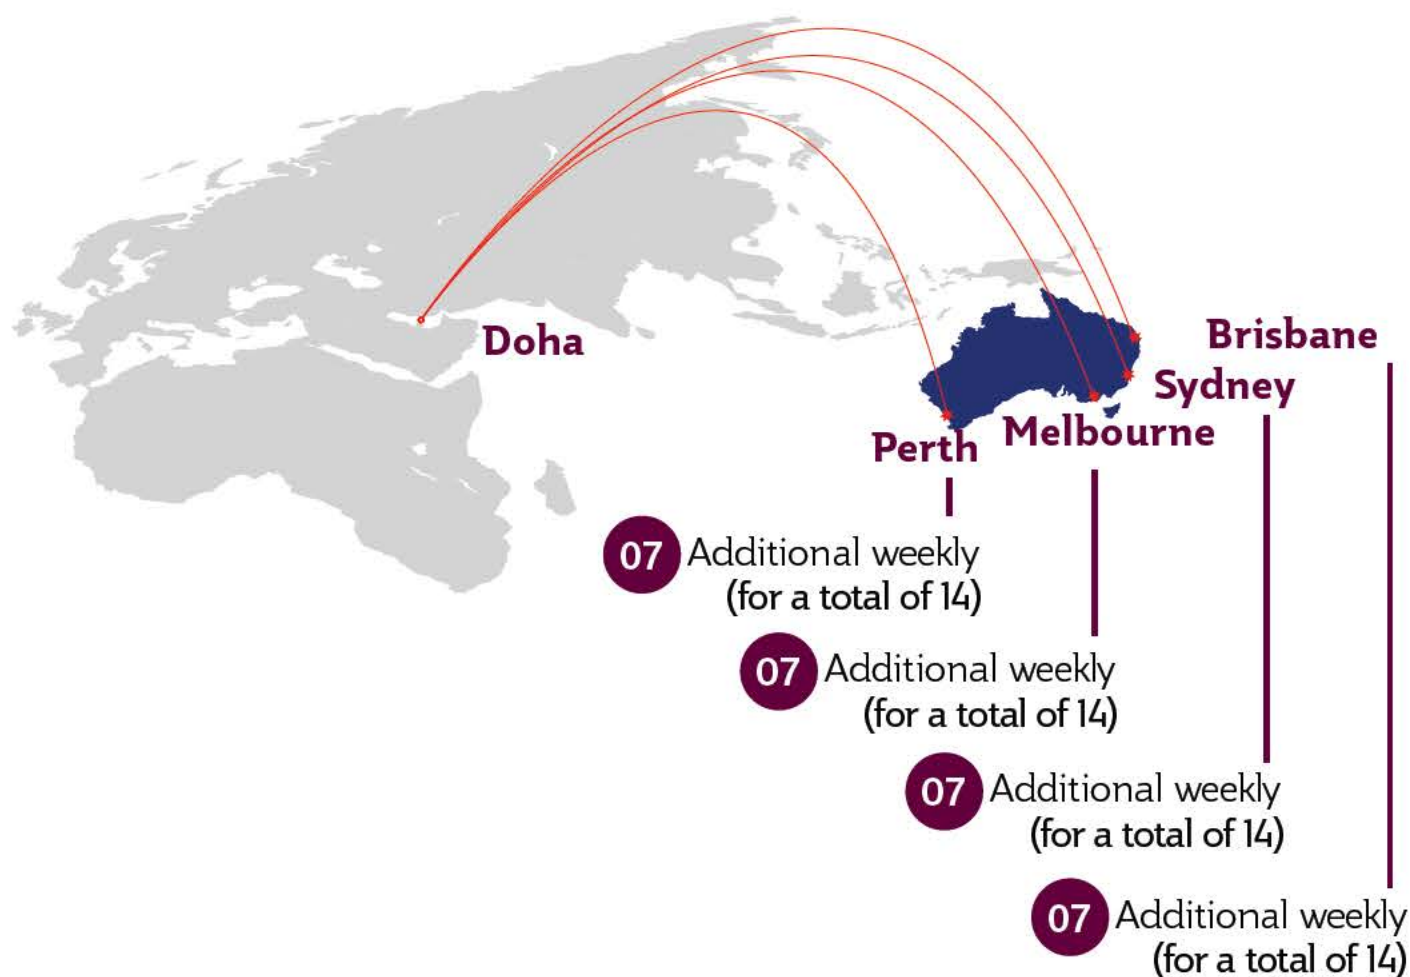 Doha
Brisbane
Sydney
Melbourne
Perth
07 Additional weekly
(for a total of 14)
07 Additional weekly
(for a total of 14)
07 Additional weekly
(for a total of 14)
07 Additional weekly
(for a total of 14)